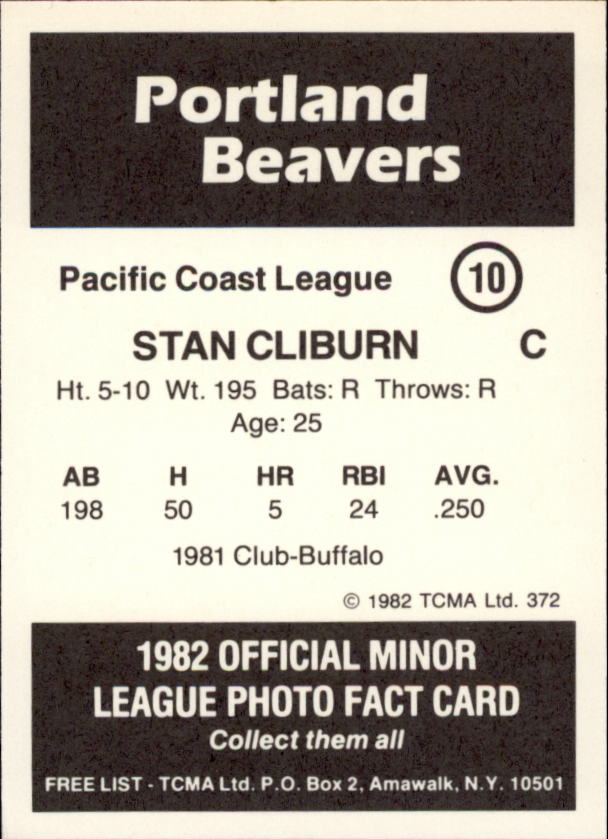 Portland
Beavers
Pacific Coast League 10
STAN CLIBURN C
Ht. 5-10 Wt. 195 Bats: R Throws: R
Age: 25
AB H HR RBI AVG.
198 50 5 24 .250
1981 Club-Buffalo
© 1982 TCMA Ltd. 372
1982 OFFICIAL MINOR
LEAGUE PHOTO FACT CARD
Collect them all
FREE LIST - TCMA Ltd. P.O. Box 2, Amawalk, N.Y. 10501